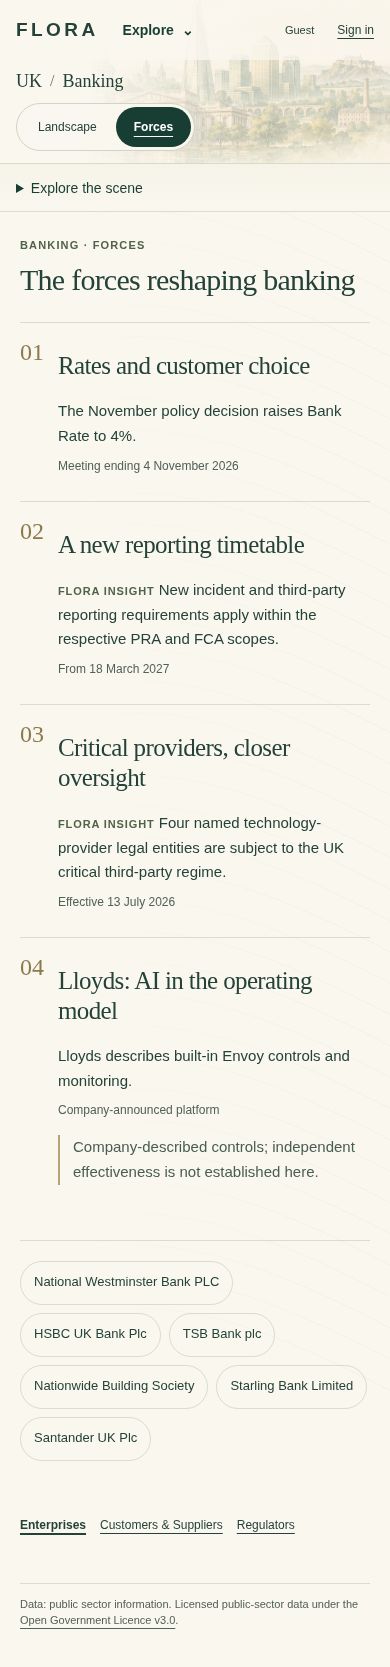 FLORA Explore Guest Sign in
UK / Banking
Landscape Forces
Explore the scene
BANKING · FORCES
The forces reshaping banking
01 Rates and customer choice
The November policy decision raises Bank
Rate to 4%.
Meeting ending 4 November 2026
02 A new reporting timetable
FLORA INSIGHT New incident and third-party
reporting requirements apply within the
respective PRA and FCA scopes.
From 18 March 2027
03 Critical providers, closer
oversight
FLORA INSIGHT Four named technology-
provider legal entities are subject to the UK
critical third-party regime.
Effective 13 July 2026
04 Lloyds: AI in the operating
model
Lloyds describes built-in Envoy controls and
monitoring.
Company-announced platform
Company-described controls; independent
effectiveness is not established here.
National Westminster Bank PLC
HSBC UK Bank Plc TSB Bank plc
Nationwide Building Society Starling Bank Limited
Santander UK Plc
Enterprises Customers & Suppliers Regulators
Data: public sector information. Licensed public-sector data under the
Open Government Licence v3.0.